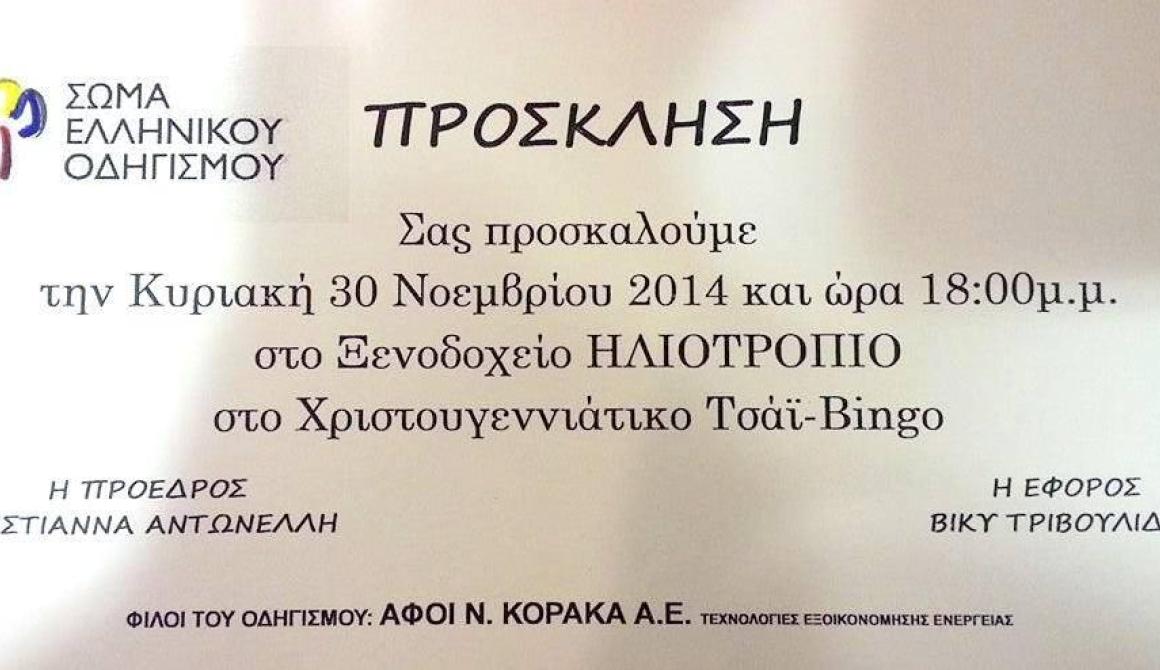 ΣΩΜΑ
ΕΛΛΗΝΙΚΟΥ
ΟΔΗΓΙΣΜΟΥ
ΠΡΟΣΚΛΗΣΗ
Σας προσκαλούμε
την Κυριακή 30 Νοεμβρίου 2014 και ώρα 18:00μ.μ.
στο Ξενοδοχείο ΗΛΙΟΤΡΟΠΙΟ
στο Χριστουγεννιάτικο Τσάϊ-Bingo
Η ΠΡΟΕΔΡΟΣ
ΑΝΤΩΝΕΛΛΗ
Η ΕΦΟΡΟΣ
ΒΙΚΥ
ΦΙΛΟΙ ΤΟΥ ΟΔΗΓΙΣΜΟΥ: ΑΦΟΙ Ν. ΚΟΡΑΚΑ Α.Ε. ΤΕΧΝΟΛΟΓΙΕΣ ΕΞΟΙΚΟΝΟΜΗΣΗΣ ΕΝΕΡΓΕΙΑΣ